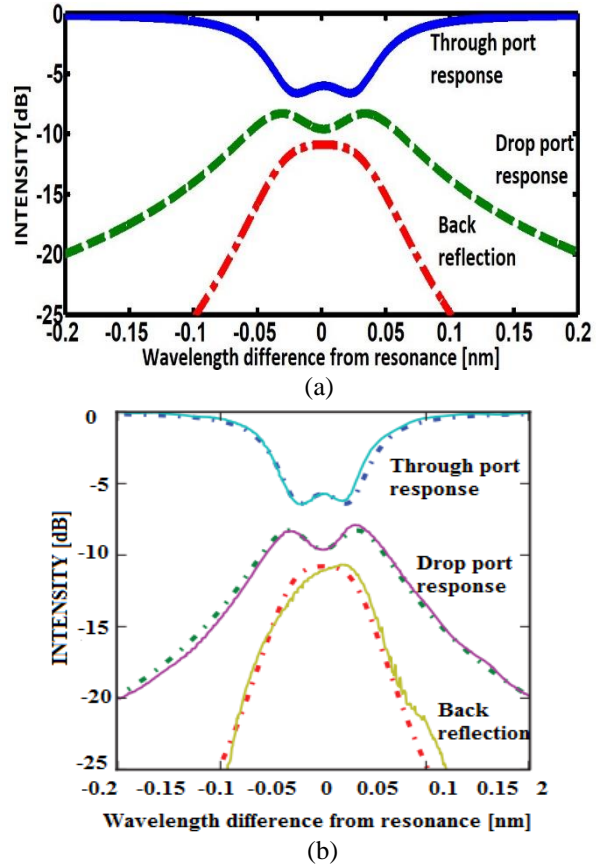 0
-5
-10
-15
-20
-25
INTENSITY[dB]
Through port
response
Drop port
response
Back
reflection
-0.2 -0.15 -0.1 -0.05 0 0.05 0.1 0.15 0.2
Wavelength difference from resonance [nm]
(a)
0
-5
-10
-15
-20
-25
INTENSITY [dB]
Through port
response
Drop port
response
Back
reflection
-0.2 -0.15 -0.1 -0.05 0 0.05 0.1 0.15 2
Wavelength difference from resonance [nm]
(b)